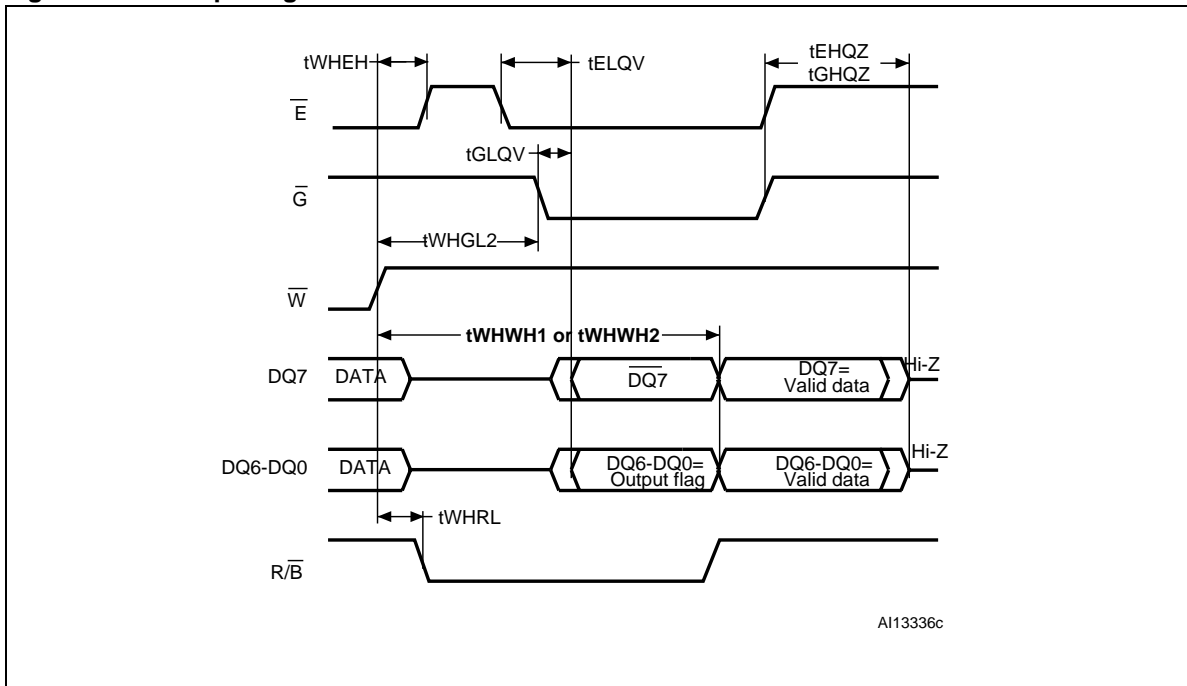 tWHEH
tELQV
tEHQZ
tGHQZ
E̅
tGLQV
G̅
tWHGL2
W̅
tWHWH1 or tWHWH2
DQ7
DATA
D̅Q̅7̅
DQ7=
Valid data
Hi-Z
DQ6-DQ0
DATA
DQ6-DQ0=
Output flag
DQ6-DQ0=
Valid data
Hi-Z
tWHRL
R/B̅
AI13336c